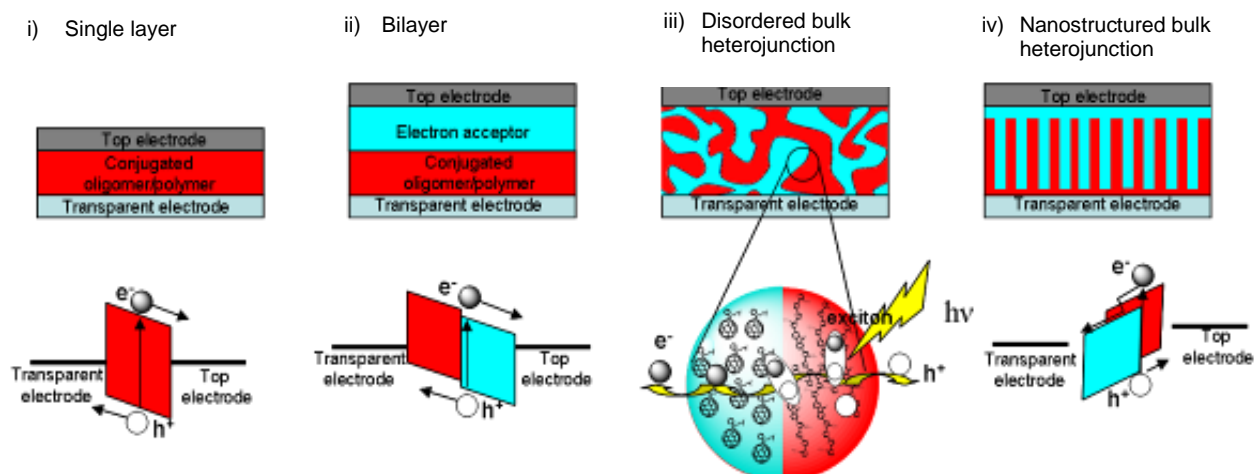 i) Single layer
Top electrode
Conjugated
oligomer/polymer
Transparent electrode
e-
Transparent
electrode
Top
electrode
h+
ii) Bilayer
Top electrode
Electron acceptor
Conjugated
oligomer/polymer
Transparent electrode
e-
Transparent
electrode
Top
electrode
h+
iii) Disordered bulk
heterojunction
Top electrode
Transparent electrode
exciton
hν
e-
h+
iv) Nanostructured bulk
heterojunction
Top electrode
Transparent electrode
e-
Transparent
electrode
Top
electrode
h+